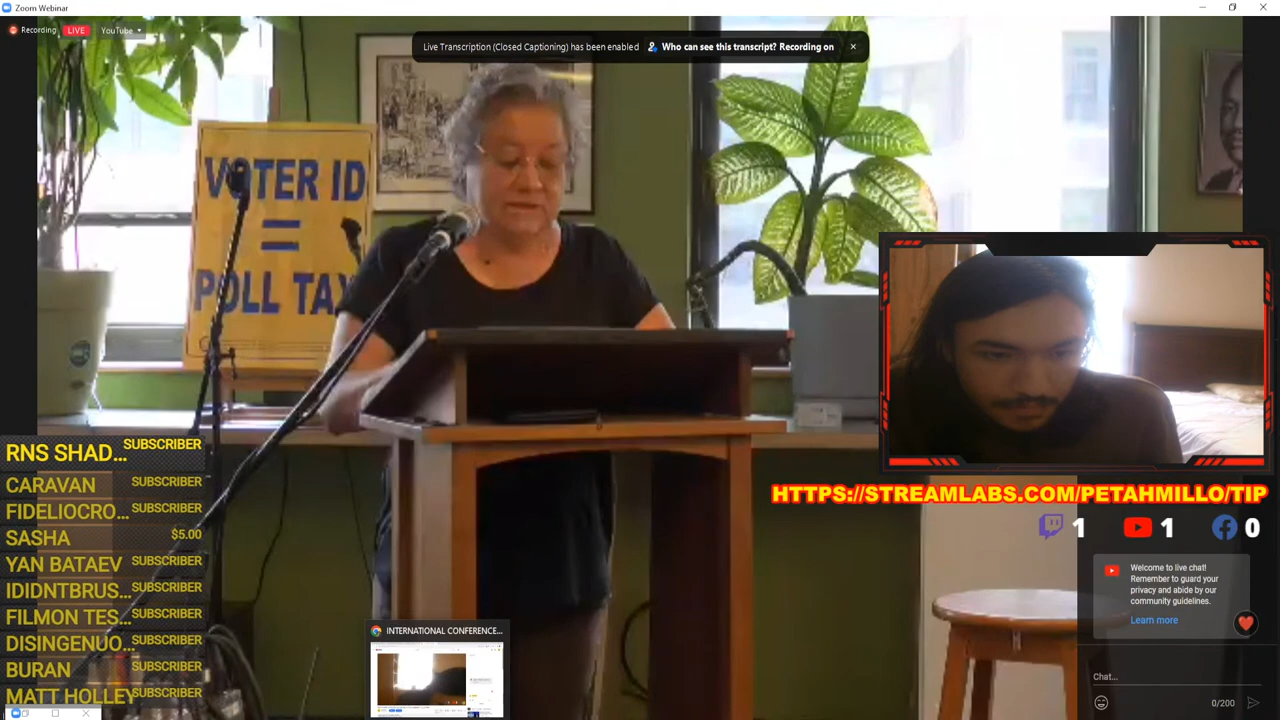 Zoom Webinar
Recording
LIVE
YouTube
Live Transcription (Closed Captioning) has been enabled
Who can see this transcript? Recording on
VOTER ID
=
POLL TAX
RNS SHAD... SUBSCRIBER
CARAVAN SUBSCRIBER
FIDELIOCRO... SUBSCRIBER
SASHA $5.00
YAN BATAEV SUBSCRIBER
IDIDNTBRUS... SUBSCRIBER
FILMON TES... SUBSCRIBER
DISINGENUO... SUBSCRIBER
BURAN SUBSCRIBER
MATT HOLLEY SUBSCRIBER
INTERNATIONAL CONFERENCE...
HTTPS://STREAMLABS.COM/PETAHMILLO/TIP
1 1 0
Welcome to live chat!
Remember to guard your
privacy and abide by our
community guidelines.
Learn more
Chat...
0/200